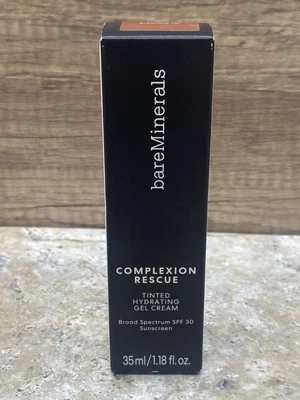 bareMinerals
COMPLEXION
RESCUE
TINTED
HYDRATING
GEL CREAM
Broad Spectrum SPF 30
Sunscreen
35ml/1.18 fl. oz.